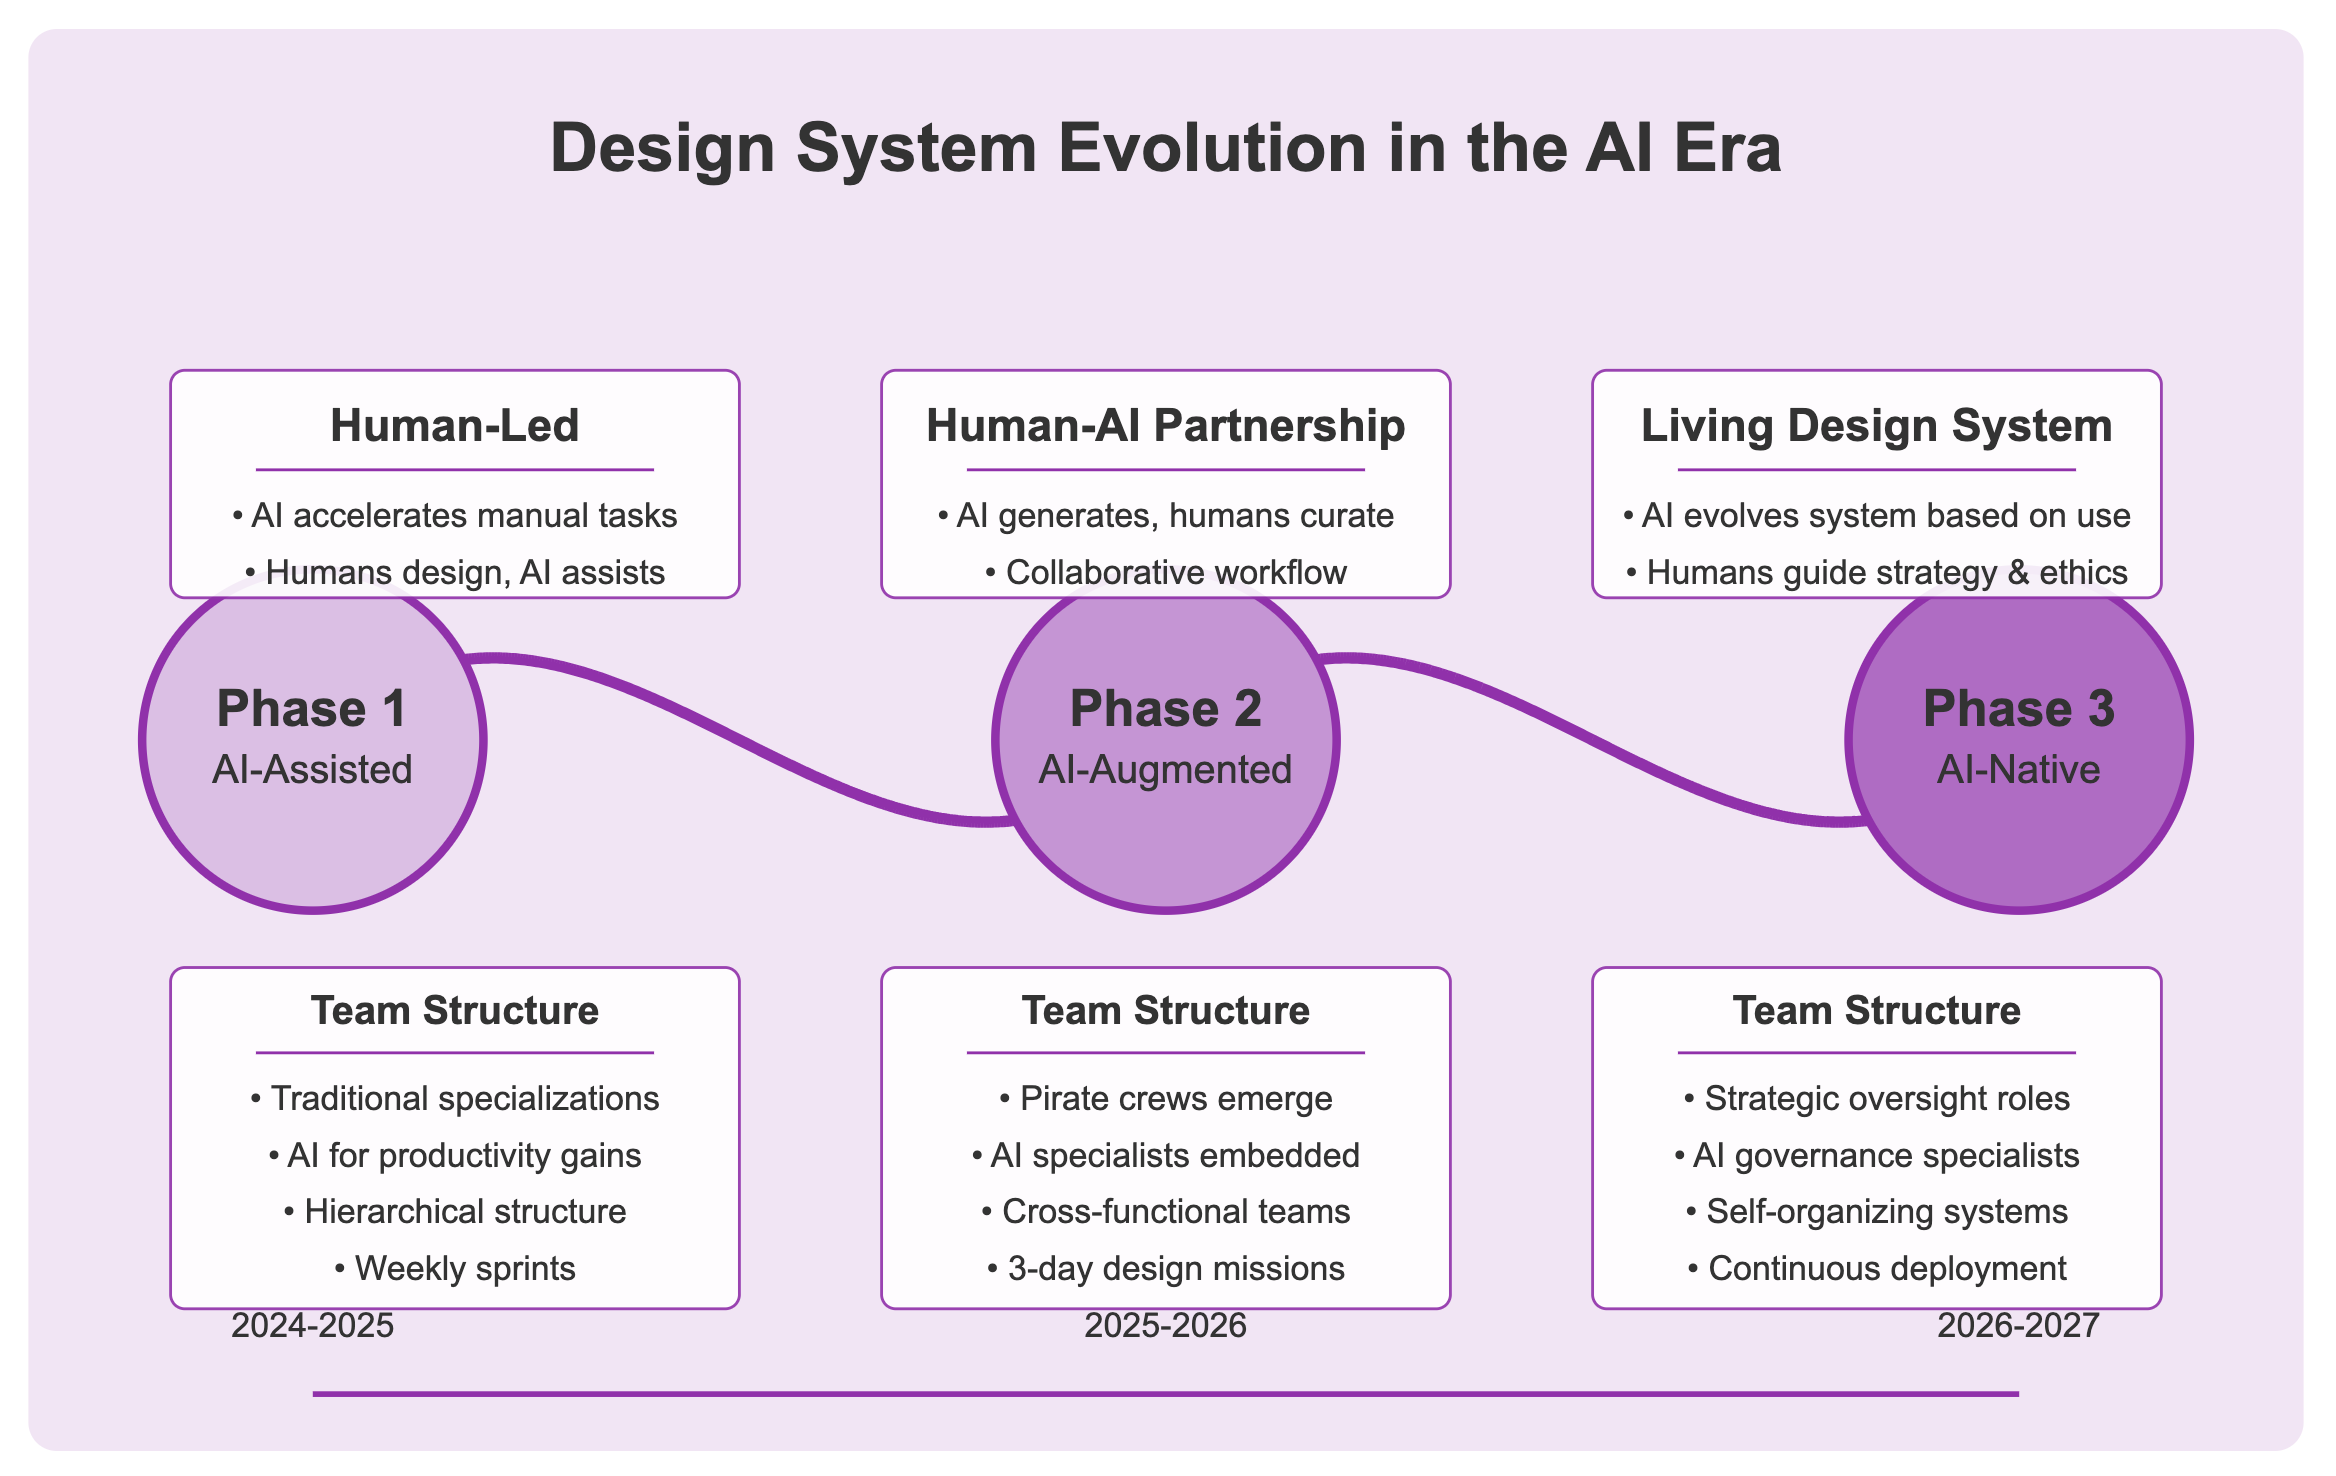 Design System Evolution in the AI Era
Human-Led
• AI accelerates manual tasks
• Humans design, AI assists
Human-AI Partnership
• AI generates, humans curate
• Collaborative workflow
Living Design System
• AI evolves system based on use
• Humans guide strategy & ethics
Phase 1
AI-Assisted
Phase 2
AI-Augmented
Phase 3
AI-Native
Team Structure
• Traditional specializations
• AI for productivity gains
• Hierarchical structure
• Weekly sprints
Team Structure
• Pirate crews emerge
• AI specialists embedded
• Cross-functional teams
• 3-day design missions
Team Structure
• Strategic oversight roles
• AI governance specialists
• Self-organizing systems
• Continuous deployment
2024-2025
2025-2026
2026-2027